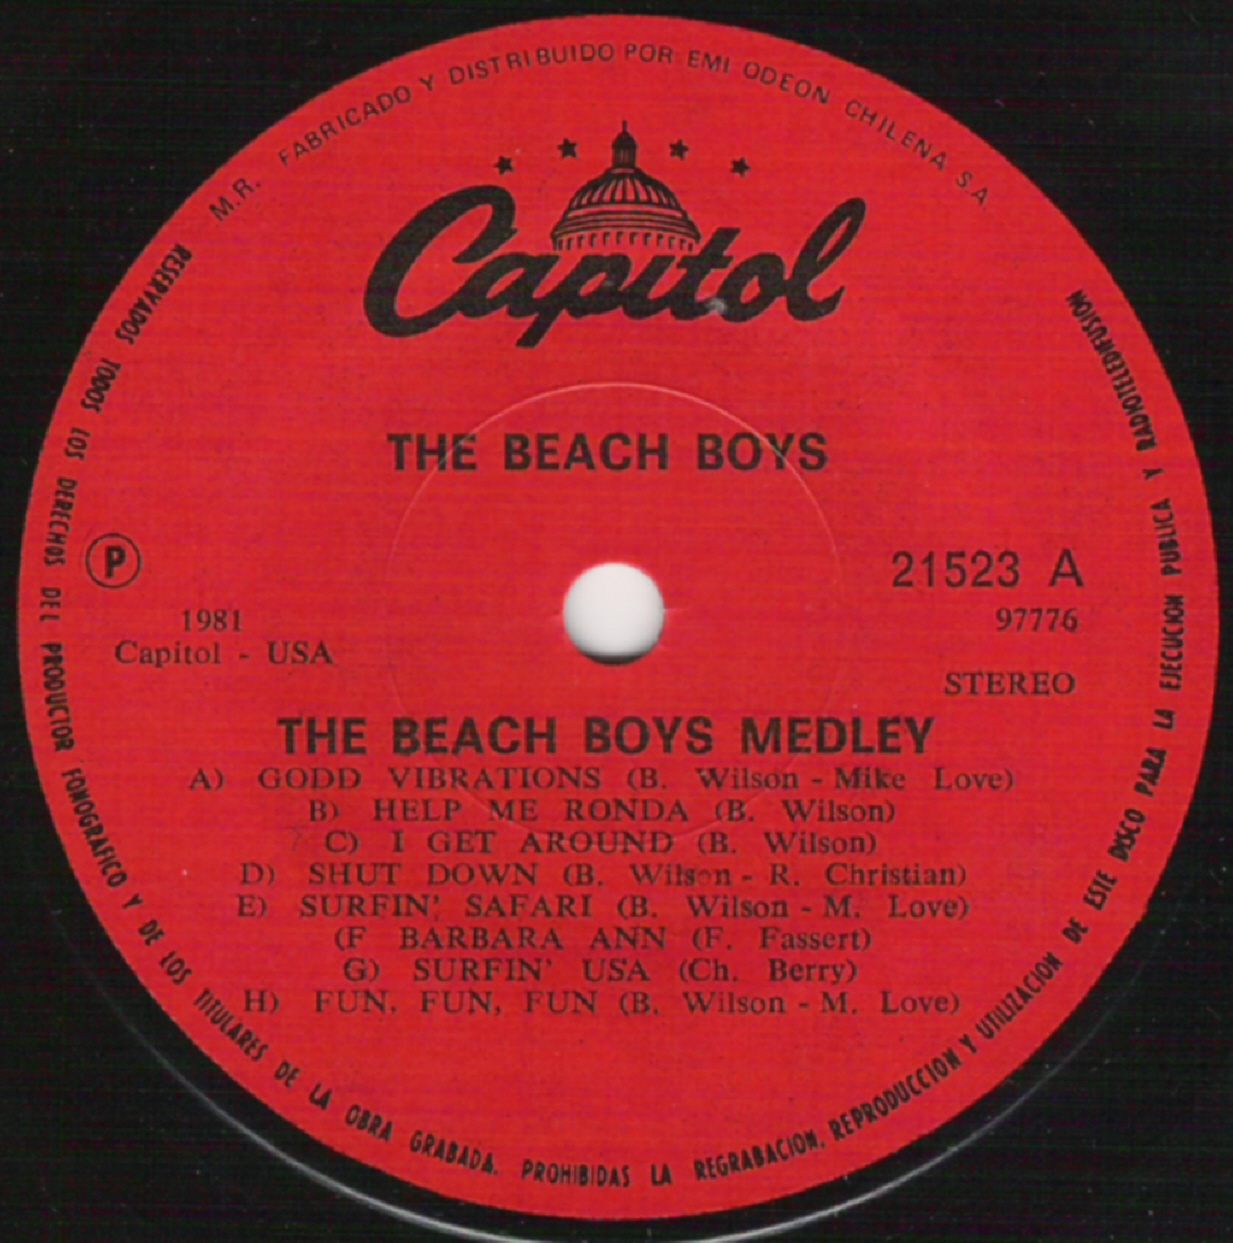 M.R. FABRICADO Y DISTRIBUIDO POR EMI ODEON CHILENA S.A.
Capitol
THE BEACH BOYS
P
21523 A
1981
97776
Capitol - USA
STEREO
THE BEACH BOYS MEDLEY
A) GODD VIBRATIONS (B. Wilson - Mike Love)
B) HELP ME RONDA (B. Wilson)
C) I GET AROUND (B. Wilson)
D) SHUT DOWN (B. Wilson - R. Christian)
E) SURFIN' SAFARI (B. Wilson - M. Love)
(F BARBARA ANN (F. Fassert)
G) SURFIN' USA (Ch. Berry)
H) FUN. FUN, FUN (B. Wilson - M. Love)
RESERVADOS TODOS LOS DERECHOS DEL PRODUCTOR FONOGRAFICO Y DE LOS TITULARES DE LA OBRA GRABADA. PROHIBIDAS LA REGRABACION, REPRODUCCION Y UTILIZACION DE ESTE DISCO PARA LA EJECUCION PUBLICA Y RADIOTELEDIFUSION